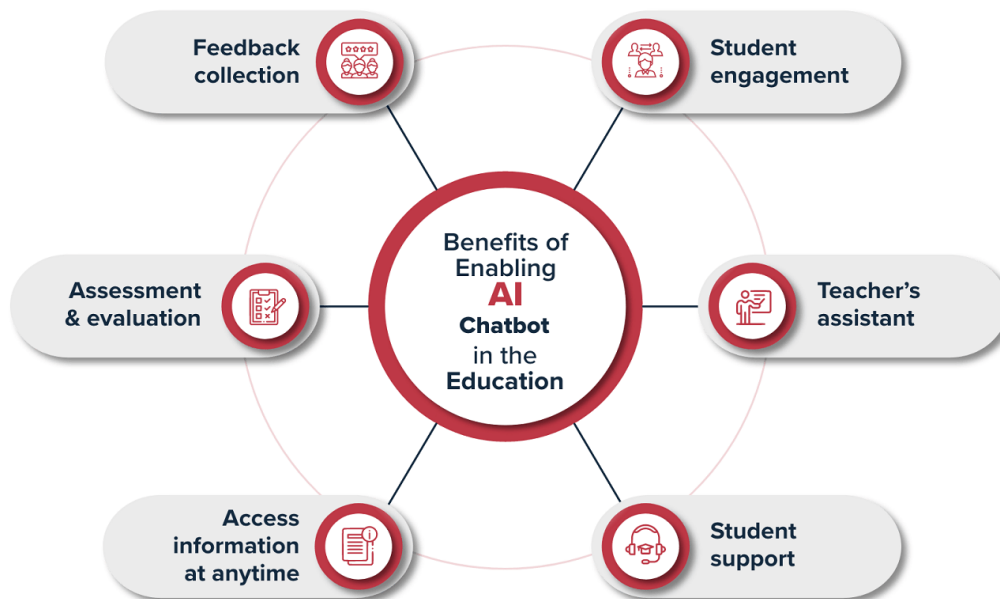 Feedback
collection
Student
engagement
Benefits of
Enabling
AI
Chatbot
in the
Education
Assessment
& evaluation
Teacher’s
assistant
Access
information
at anytime
Student
support